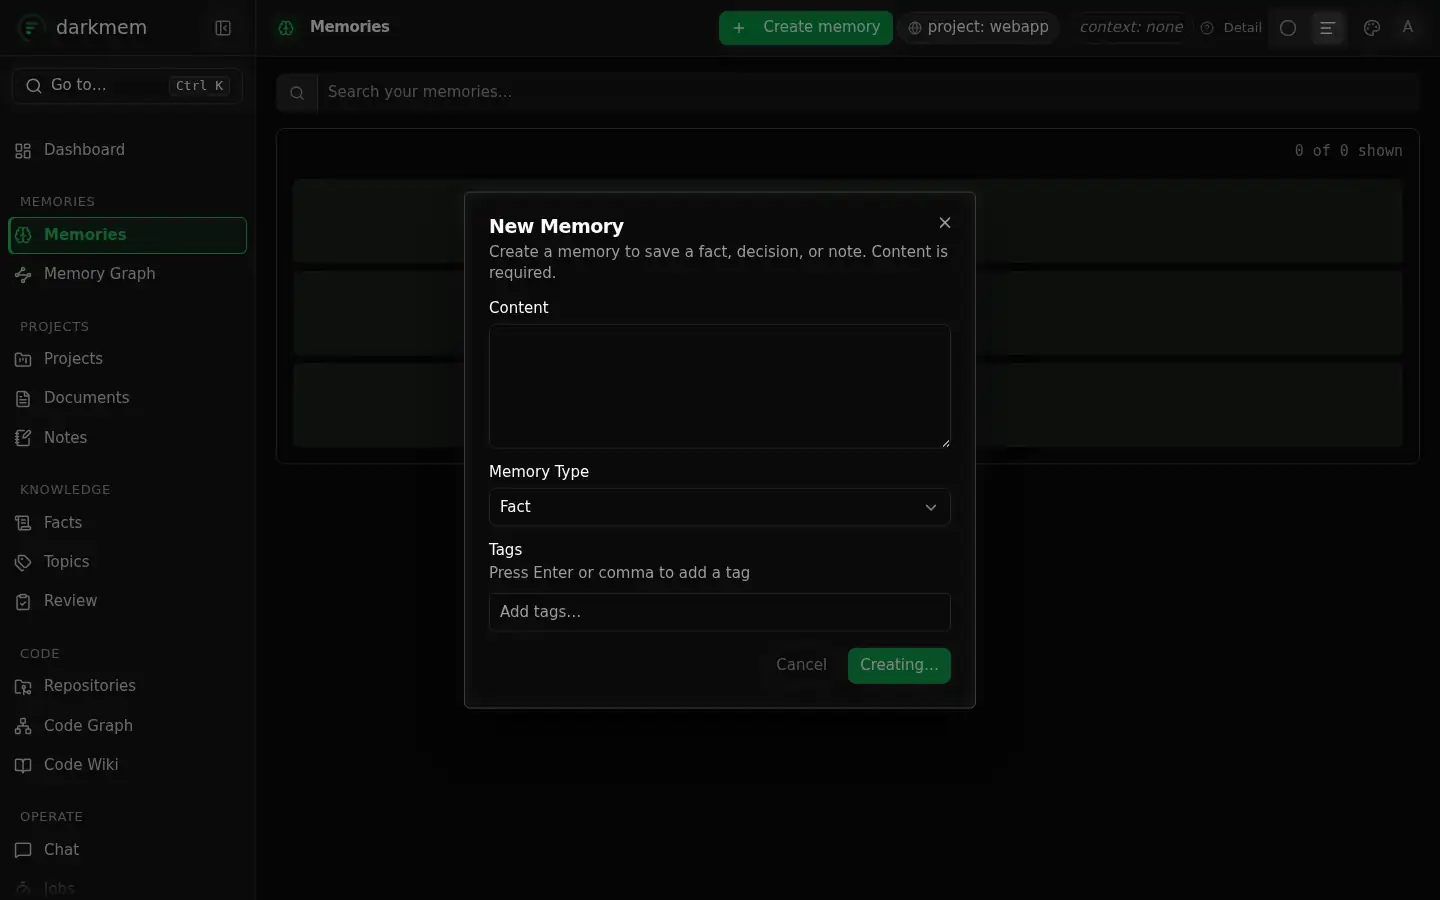 darkmem
Go to...
Ctrl K
Dashboard
MEMORIES
Memories
Memory Graph
PROJECTS
Projects
Documents
Notes
KNOWLEDGE
Facts
Topics
Review
CODE
Repositories
Code Graph
Code Wiki
OPERATE
Chat
Jobs
Memories
Create memory
project: webapp
context: none
Detail
A
Search your memories...
0 of 0 shown
New Memory
Create a memory to save a fact, decision, or note. Content is
required.
Content
Memory Type
Fact
Tags
Press Enter or comma to add a tag
Add tags...
Cancel
Creating...